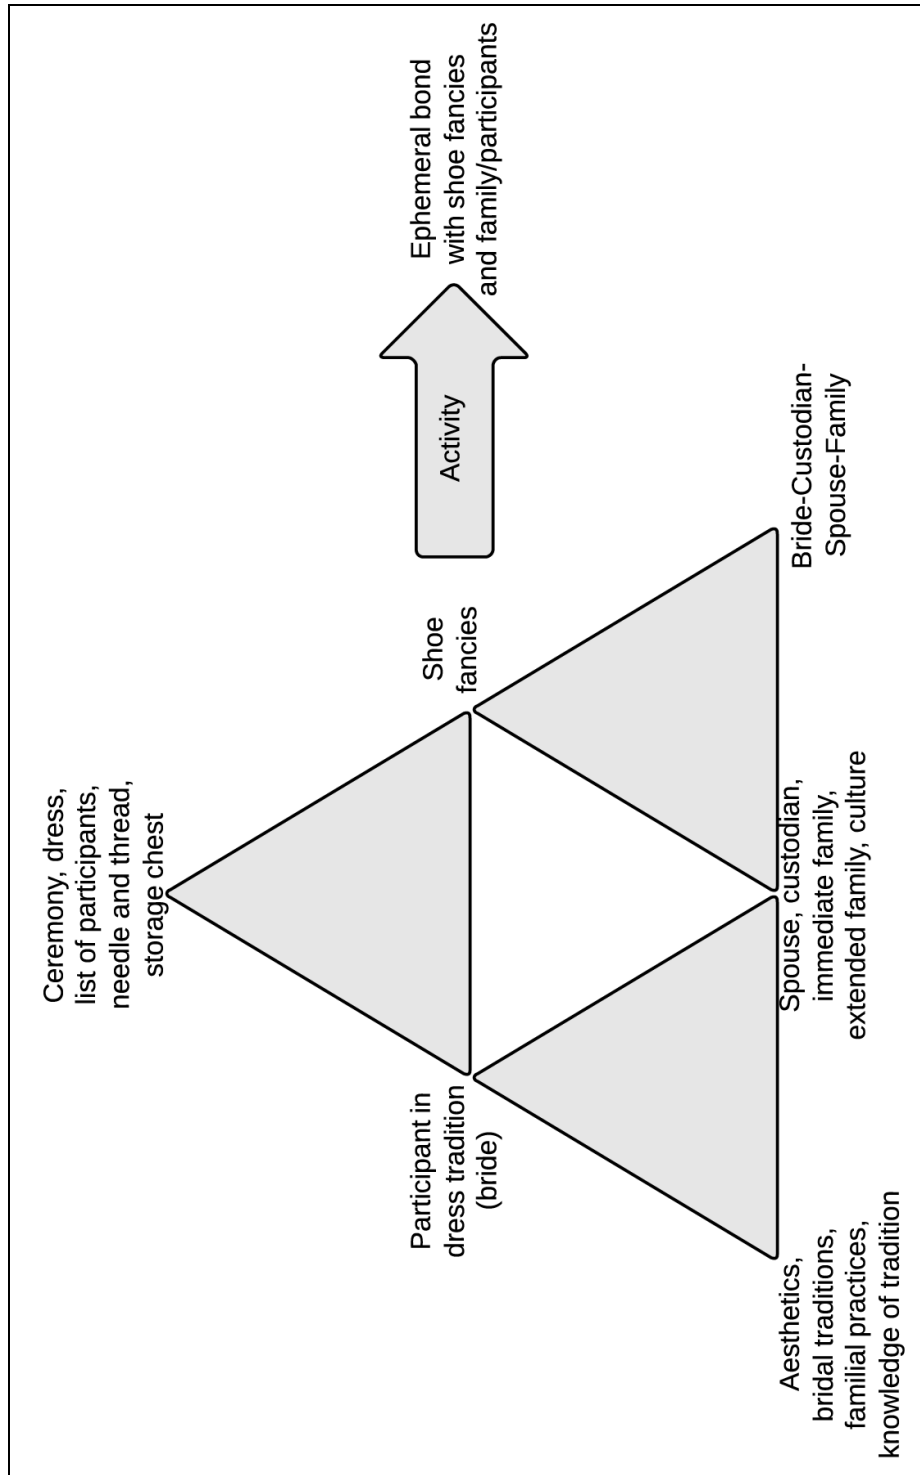 Ceremony, dress,
list of participants,
needle and thread,
storage chest
Participant in
dress tradition
(bride)
Shoe
fancies
Activity
Ephemeral bond
with shoe fancies
and family/participants
Aesthetics,
bridal traditions,
familial practices,
knowledge of tradition
Spouse, custodian,
immediate family,
extended family, culture
Bride-Custodian-
Spouse-Family